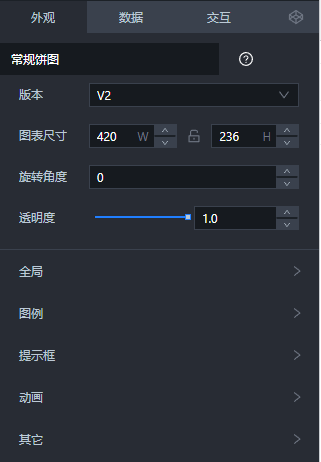 外观 数据 交互
常规饼图
版本 V2
图表尺寸 420 W 236 H
旋转角度 0
透明度 1.0
全局
图例
提示框
动画
其它